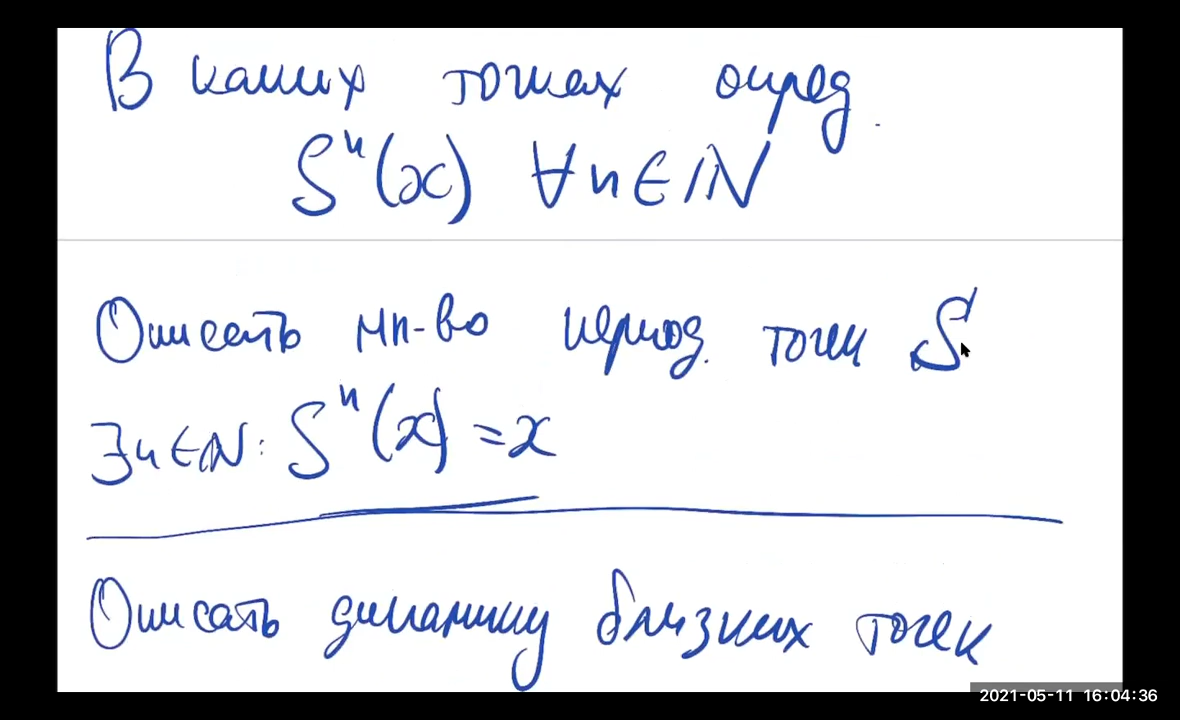 В каких точках опред.
S^n(x) ∀n∈ℕ
Описать мн-во период. точек S
∃n∈ℕ: S^n(x) = x
Описать динамику близких точек
2021-05-11 16:04:36